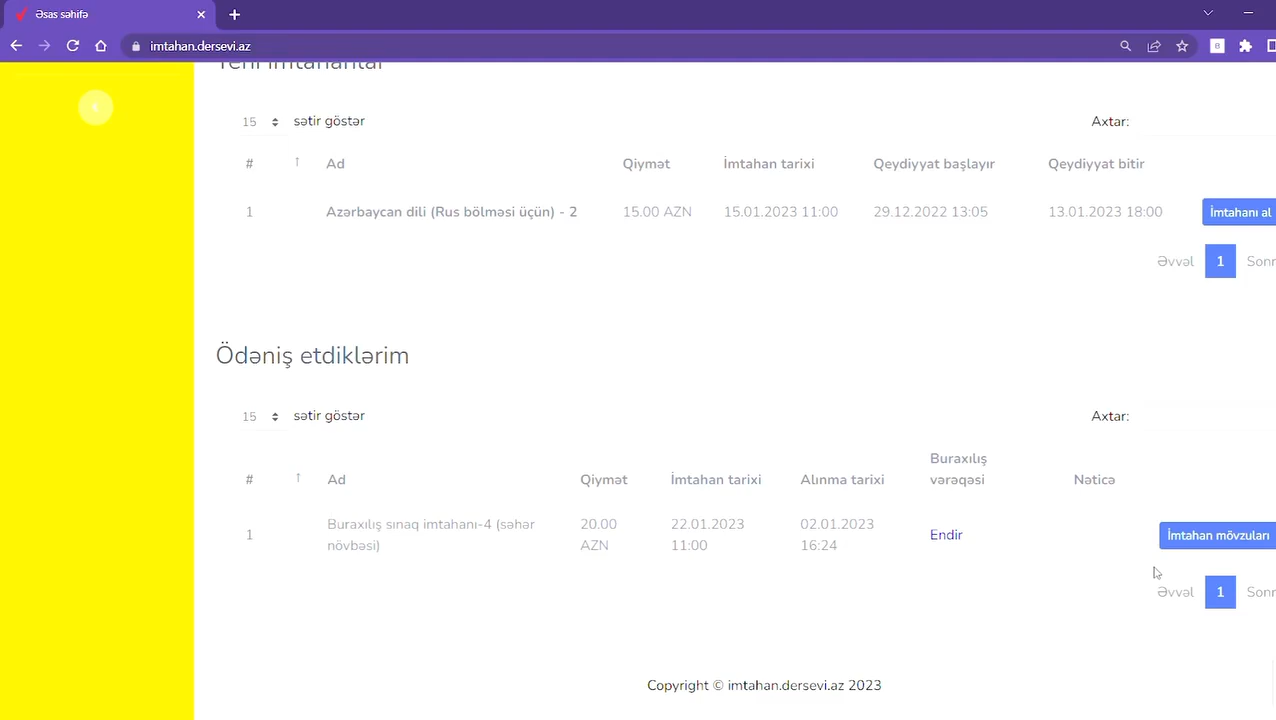 Əsas səhifə
imtahan.dersevi.az
Yeni imtahanlar
15 sətir göstər Axtar:
# ↑ Ad Qiymət İmtahan tarixi Qeydiyyat başlayır Qeydiyyat bitir
1 Azərbaycan dili (Rus bölməsi üçün) - 2 15.00 AZN 15.01.2023 11:00 29.12.2022 13:05 13.01.2023 18:00 İmtahanı al
Əvvəl 1 Sonr
Ödəniş etdiklərim
15 sətir göstər Axtar:
# ↑ Ad Qiymət İmtahan tarixi Alınma tarixi Buraxılış vərəqəsi Nəticə
1 Buraxılış sınaq imtahanı-4 (səhər növbəsi) 20.00 AZN 22.01.2023 11:00 02.01.2023 16:24 Endir İmtahan mövzuları
Əvvəl 1 Sonr
Copyright © imtahan.dersevi.az 2023